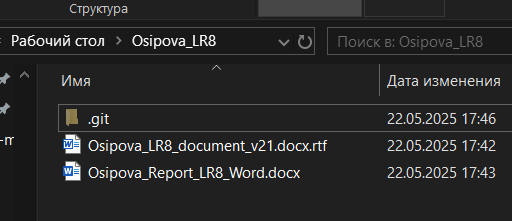 Структура
Рабочий стол > Osipova_LR8
Поиск в: Osipova_LR8
Имя Дата изменения
.git 22.05.2025 17:46
Osipova_LR8_document_v21.docx.rtf 22.05.2025 17:42
Osipova_Report_LR8_Word.docx 22.05.2025 17:43